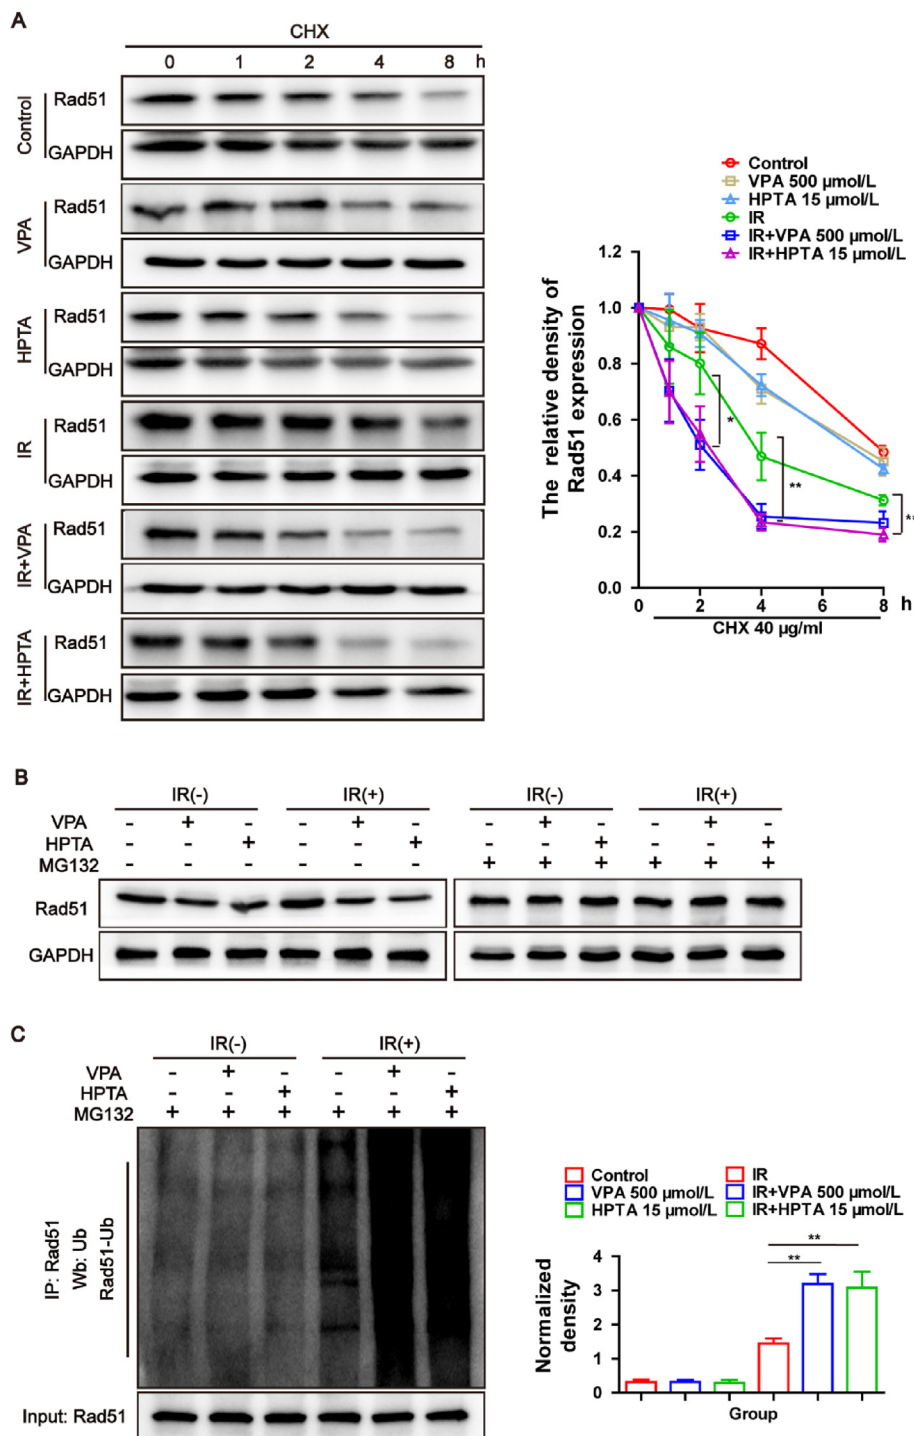 A
CHX
0 1 2 4 8 h
Control
Rad51
GAPDH
VPA
Rad51
GAPDH
HPTA
Rad51
GAPDH
IR
Rad51
GAPDH
IR+VPA
Rad51
GAPDH
IR+HPTA
Rad51
GAPDH
Control
VPA 500 µmol/L
HPTA 15 µmol/L
IR
IR+VPA 500 µmol/L
IR+HPTA 15 µmol/L
The relative density of
Rad51 expression
1.2
1.0
0.8
0.6
0.4
0.2
0.0
*
**
**
0 2 4 6 8 h
CHX 40 µg/ml
B
IR(-) IR(+) IR(-) IR(+)
VPA - + - - + - - + - - + -
HPTA - - + - - + - - + - - +
MG132 - - - - - - + + + + + +
Rad51
GAPDH
C
IR(-) IR(+)
VPA - + - - + -
HPTA - - + - - +
MG132 + + + + + +
IP: Rad51
Wb: Ub
Rad51-Ub
Input: Rad51
Control IR
VPA 500 µmol/L IR+VPA 500 µmol/L
HPTA 15 µmol/L IR+HPTA 15 µmol/L
Normalized
density
4
3
2
1
0
**
**
Group